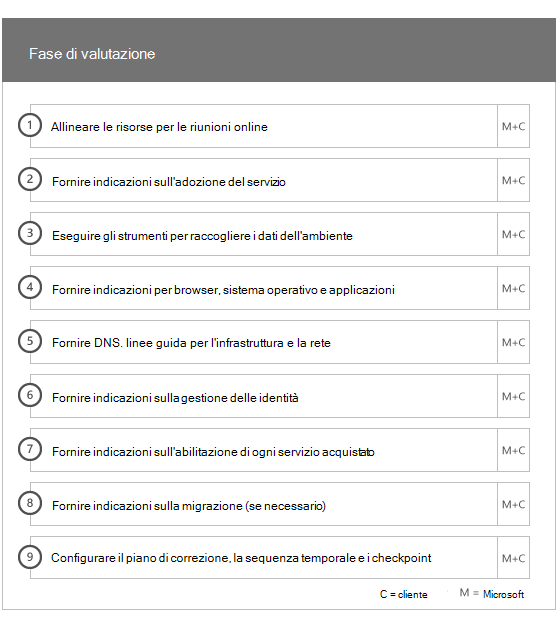 Fase di valutazione
1 Allineare le risorse per le riunioni online M+C
2 Fornire indicazioni sull'adozione del servizio M+C
3 Eseguire gli strumenti per raccogliere i dati dell'ambiente M+C
4 Fornire indicazioni per browser, sistema operativo e applicazioni M+C
5 Fornire DNS. linee guida per l'infrastruttura e la rete M+C
6 Fornire indicazioni sulla gestione delle identità M+C
7 Fornire indicazioni sull'abilitazione di ogni servizio acquistato M+C
8 Fornire indicazioni sulla migrazione (se necessario) M+C
9 Configurare il piano di correzione, la sequenza temporale e i checkpoint M+C
C = cliente M = Microsoft